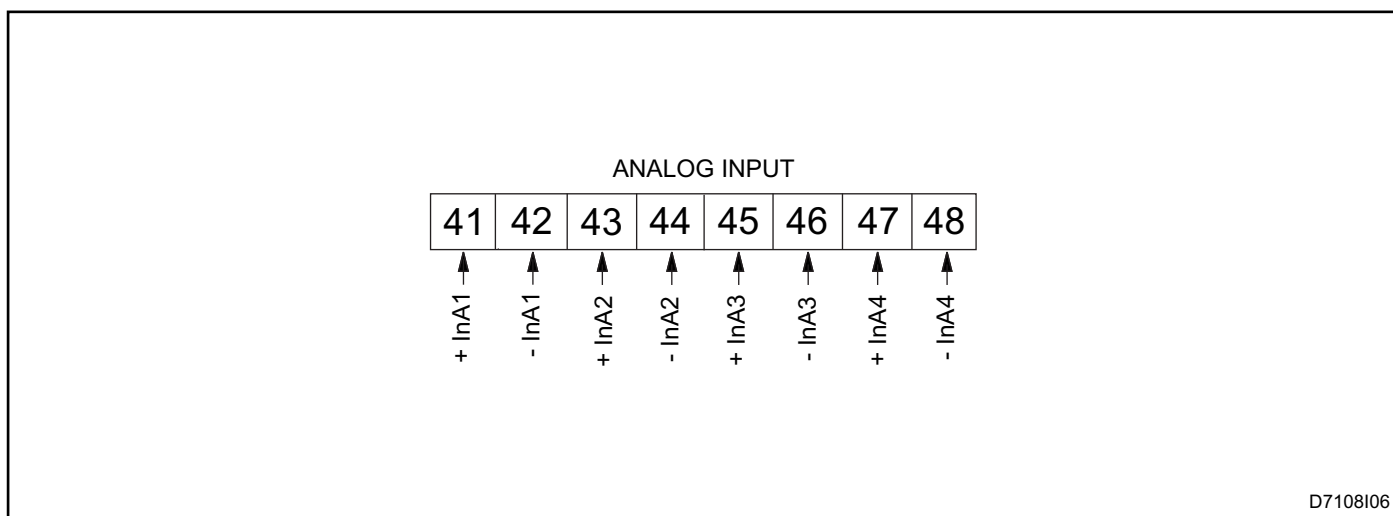 ANALOG INPUT
41 42 43 44 45 46 47 48
+ InA1
- InA1
+ InA2
- InA2
+ InA3
- InA3
+ InA4
- InA4
D7108I06